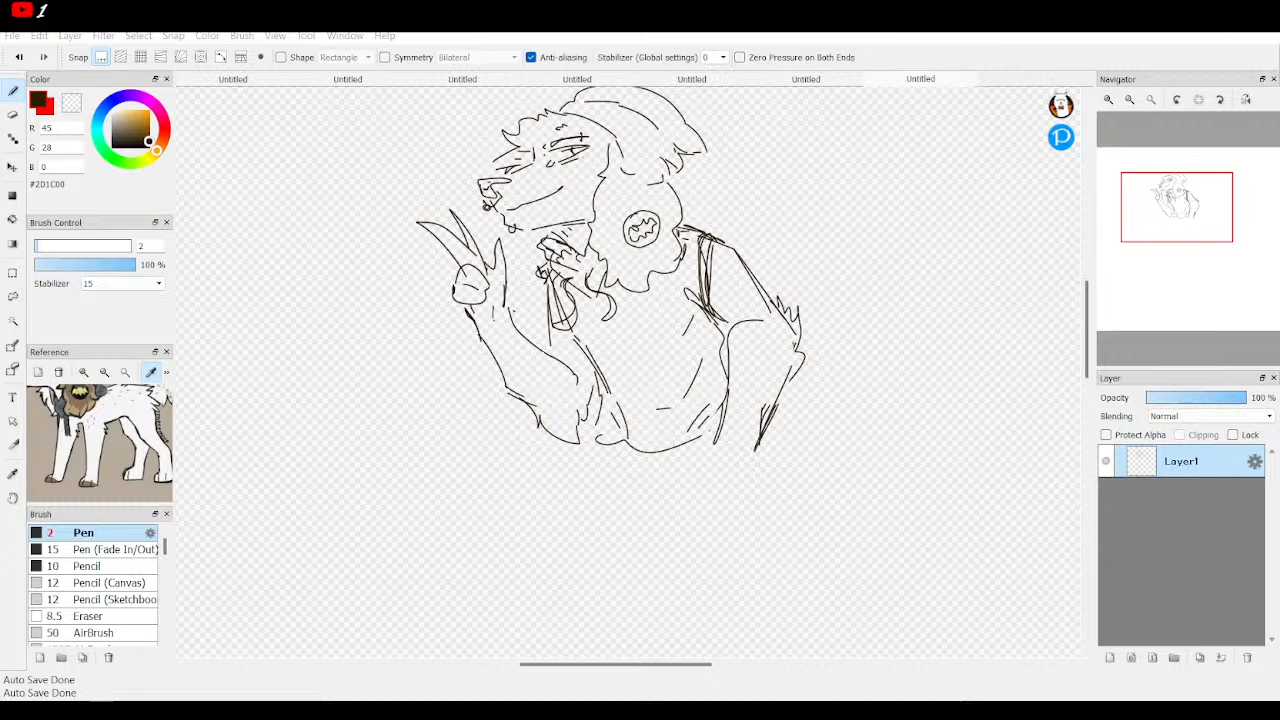 1
File Edit Layer Filter Select Snap Color Brush Tool Window Help
Snap Shape Rectangle Symmetry Bilateral Anti-aliasing Stabilizer (Global settings) 0 Zero Pressure on Both Ends
Color
Untitled Untitled Untitled Untitled Untitled Untitled Untitled
Navigator
R 45
G 28
B 0
#2D1C00
Brush Control
2
100 %
Stabilizer 15
Reference
Brush
2 Pen
15 Pen (Fade In/Out)
10 Pencil
12 Pencil (Canvas)
12 Pencil (Sketchboo
8.5 Eraser
50 AirBrush
Layer
Opacity 100 %
Blending Normal
Protect Alpha Clipping Lock
Layer1
Auto Save Done
Auto Save Done